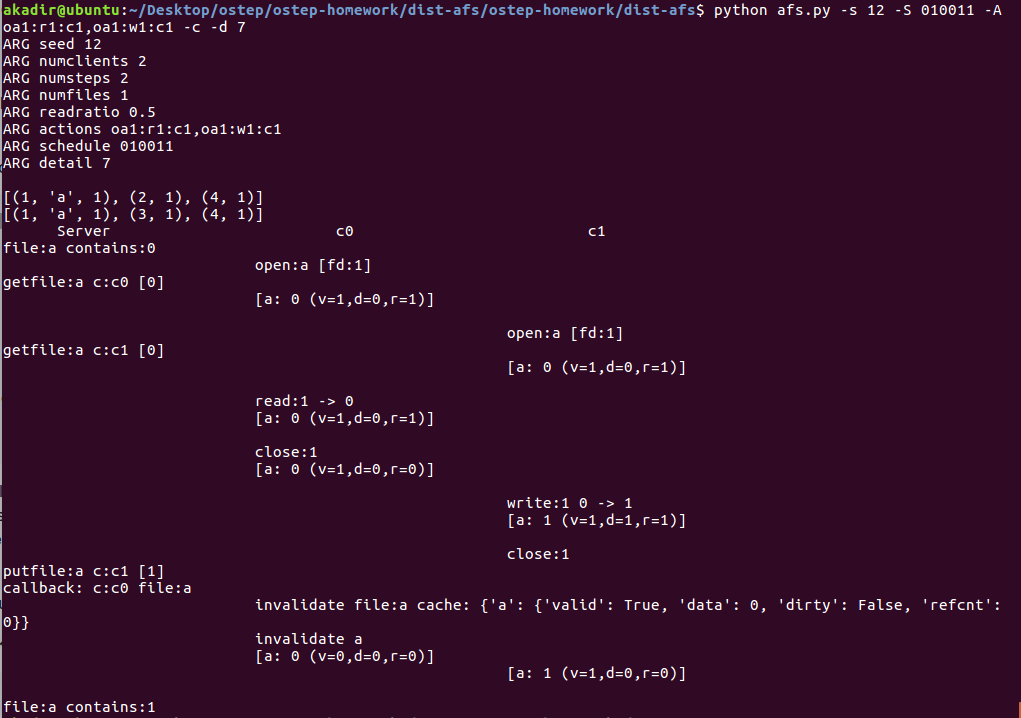 akadir@ubuntu:~/Desktop/ostep/ostep-homework/dist-afs/ostep-homework/dist-afs$ python afs.py -s 12 -S 010011 -A
oa1:r1:c1,oa1:w1:c1 -c -d 7
ARG seed 12
ARG numclients 2
ARG numsteps 2
ARG numfiles 1
ARG readratio 0.5
ARG actions oa1:r1:c1,oa1:w1:c1
ARG schedule 010011
ARG detail 7
[(1, 'a', 1), (2, 1), (4, 1)]
[(1, 'a', 1), (3, 1), (4, 1)]
Server c0 c1
file:a contains:0
open:a [fd:1]
getfile:a c:c0 [0]
[a: 0 (v=1,d=0,r=1)]
open:a [fd:1]
getfile:a c:c1 [0]
[a: 0 (v=1,d=0,r=1)]
read:1 -> 0
[a: 0 (v=1,d=0,r=1)]
close:1
[a: 0 (v=1,d=0,r=0)]
write:1 0 -> 1
[a: 1 (v=1,d=1,r=1)]
close:1
putfile:a c:c1 [1]
callback: c:c0 file:a
invalidate file:a cache: {'a': {'valid': True, 'data': 0, 'dirty': False, 'refcnt':
0}}
invalidate a
[a: 0 (v=0,d=0,r=0)]
[a: 1 (v=1,d=0,r=0)]
file:a contains:1